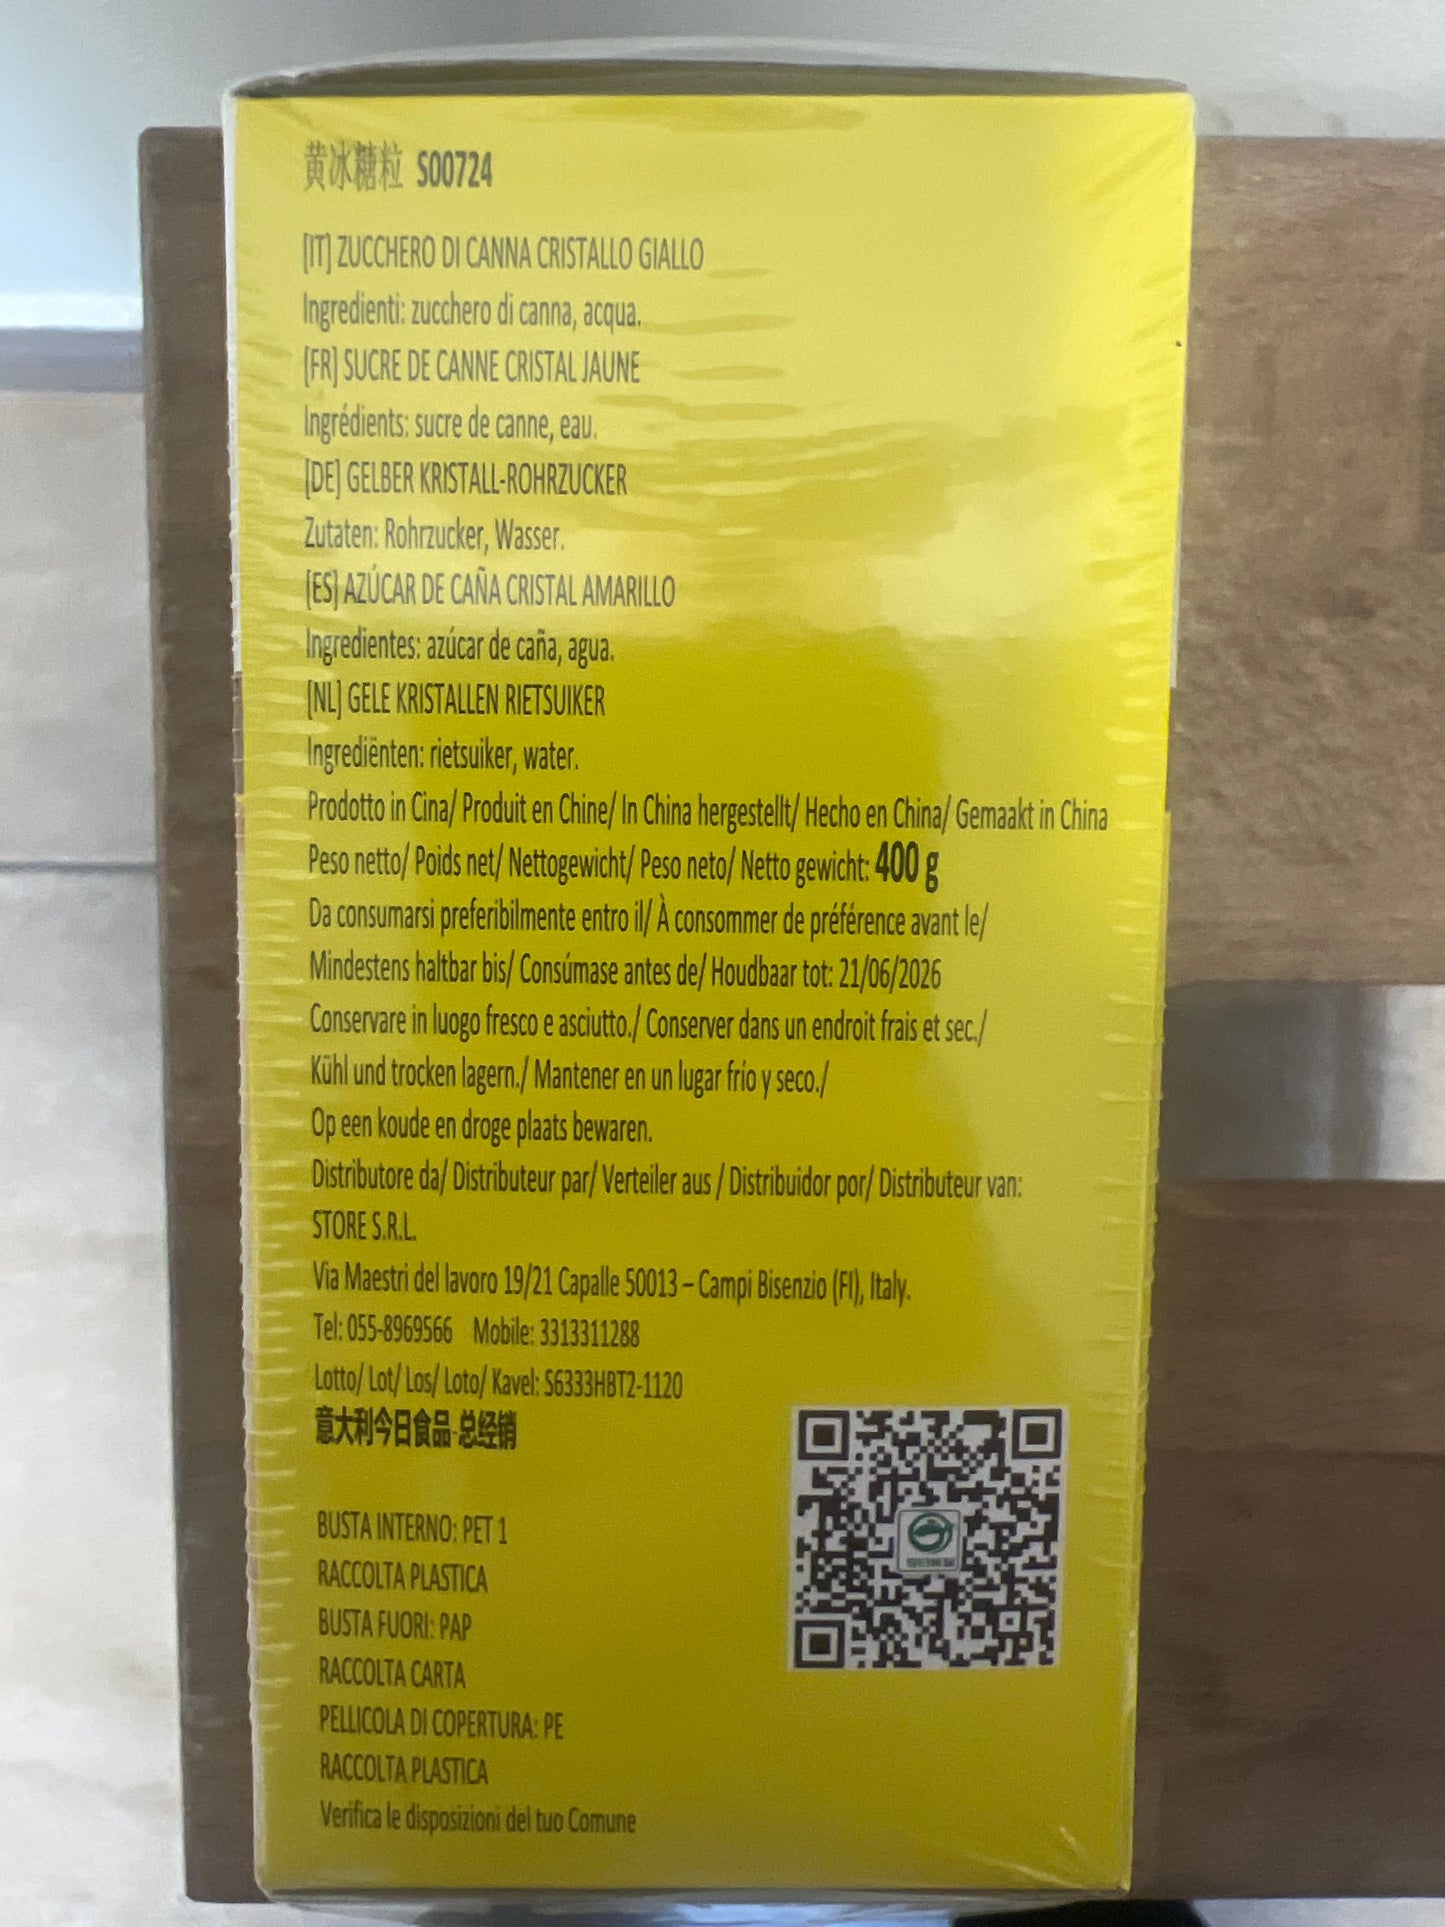 黄冰糖粒 S00724
[IT] ZUCCHERO DI CANNA CRISTALLO GIALLO
Ingredienti: zucchero di canna, acqua.
[FR] SUCRE DE CANNE CRISTAL JAUNE
Ingrédients: sucre de canne, eau.
[DE] GELBER KRISTALL-ROHRZUCKER
Zutaten: Rohrzucker, Wasser.
[ES] AZÚCAR DE CAÑA CRISTAL AMARILLO
Ingredientes: azúcar de caña, agua.
[NL] GELE KRISTALLEN RIETSUIKER
Ingrediënten: rietsuiker, water.
Prodotto in Cina/ Produit en Chine/ In China hergestellt/ Hecho en China/ Gemaakt in China
Peso netto/ Poids net/ Nettogewicht/ Peso neto/ Netto gewicht: 400 g
Da consumarsi preferibilmente entro il/ À consommer de préférence avant le/
Mindestens haltbar bis/ Consúmase antes de/ Houdbaar tot: 21/06/2026
Conservare in luogo fresco e asciutto./ Conserver dans un endroit frais et sec./
Kühl und trocken lagern./ Mantener en un lugar frío y seco./
Op een koude en droge plaats bewaren.
Distributore da/ Distributeur par/ Verteiler aus / Distribuidor por/ Distributeur van:
STORE S.R.L.
Via Maestri del lavoro 19/21 Capalle 50013 – Campi Bisenzio (FI), Italy.
Tel: 055-8969566 Mobile: 3313311288
Lotto/ Lot/ Los/ Loto/ Kavel: S6333HBT2-1120
意大利今日食品-总经销
BUSTA INTERNO: PET 1
RACCOLTA PLASTICA
BUSTA FUORI: PAP
RACCOLTA CARTA
PELLICOLA DI COPERTURA: PE
RACCOLTA PLASTICA
Verifica le disposizioni del tuo Comune